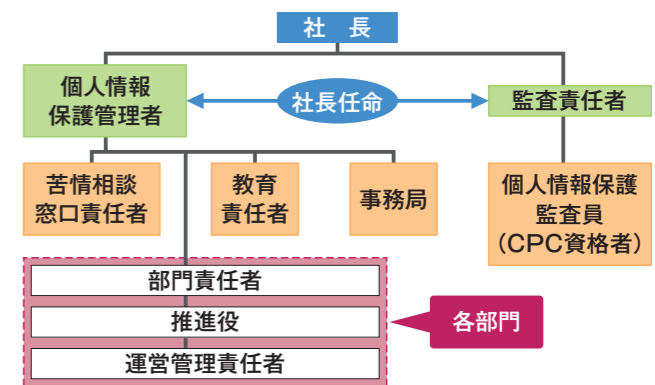 社 長
個人情報
保護管理者
社長任命
監査責任者
苦情相談
窓口責任者
教育
責任者
事務局
個人情報保護
監査員
（CPC資格者）
部門責任者
推進役
各部門
運営管理責任者